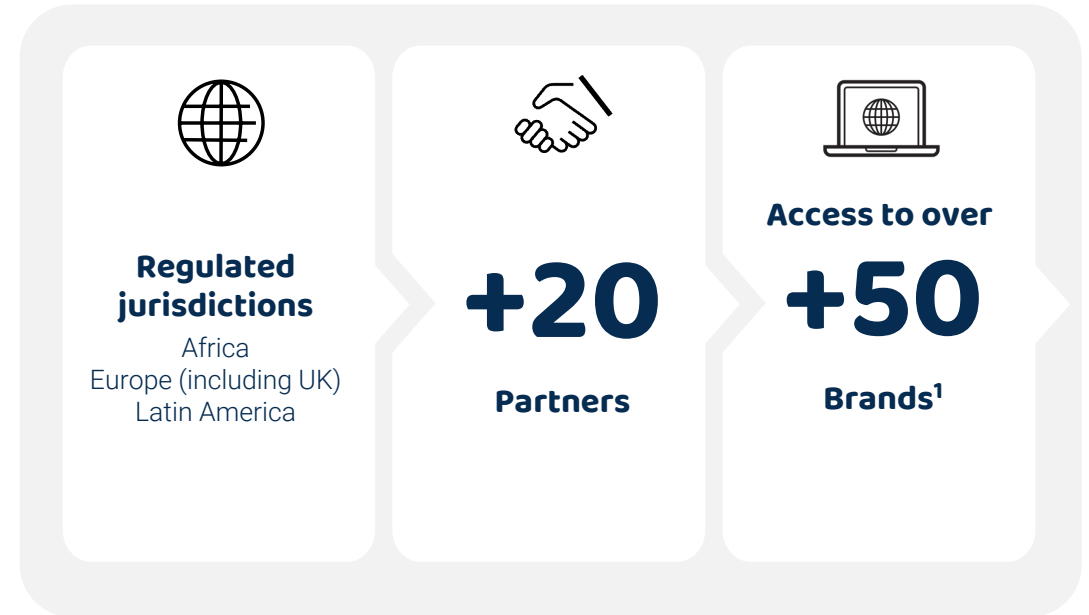 Regulated
jurisdictions
Africa
Europe (including UK)
Latin America
+20
Partners
Access to over
+50
Brands¹